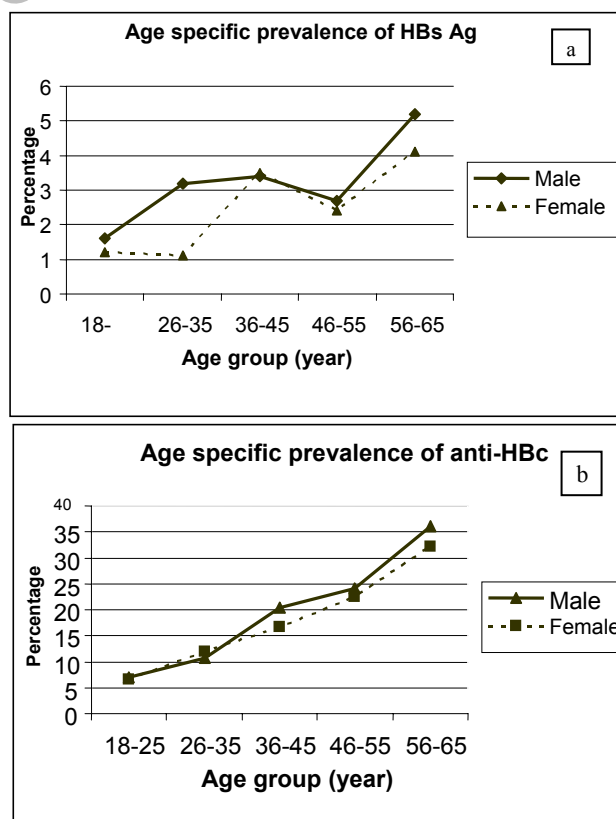 Age specific prevalence of HBs Ag
a
6
5
4
3
2
1
0
Percentage
18-
26-35
36-45
46-55
56-65
Age group (year)
Male
Female
Age specific prevalence of anti-HBc
b
40
35
30
25
20
15
10
5
0
Percentage
18-25
26-35
36-45
46-55
56-65
Age group (year)
Male
Female